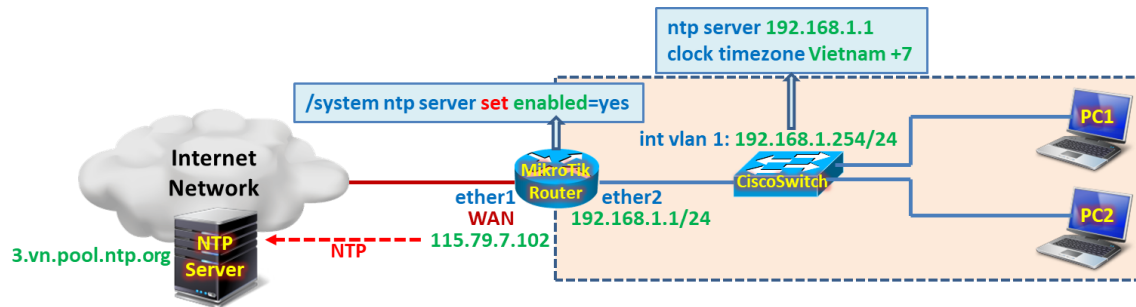 ntp server 192.168.1.1
clock timezone Vietnam +7
/system ntp server set enabled=yes
PC1
int vlan 1: 192.168.1.254/24
Internet
Network
MikroTik
Router
CiscoSwitch
ether1
ether2
WAN
192.168.1.1/24
PC2
115.79.7.102
NTP
Server
NTP
3.vn.pool.ntp.org